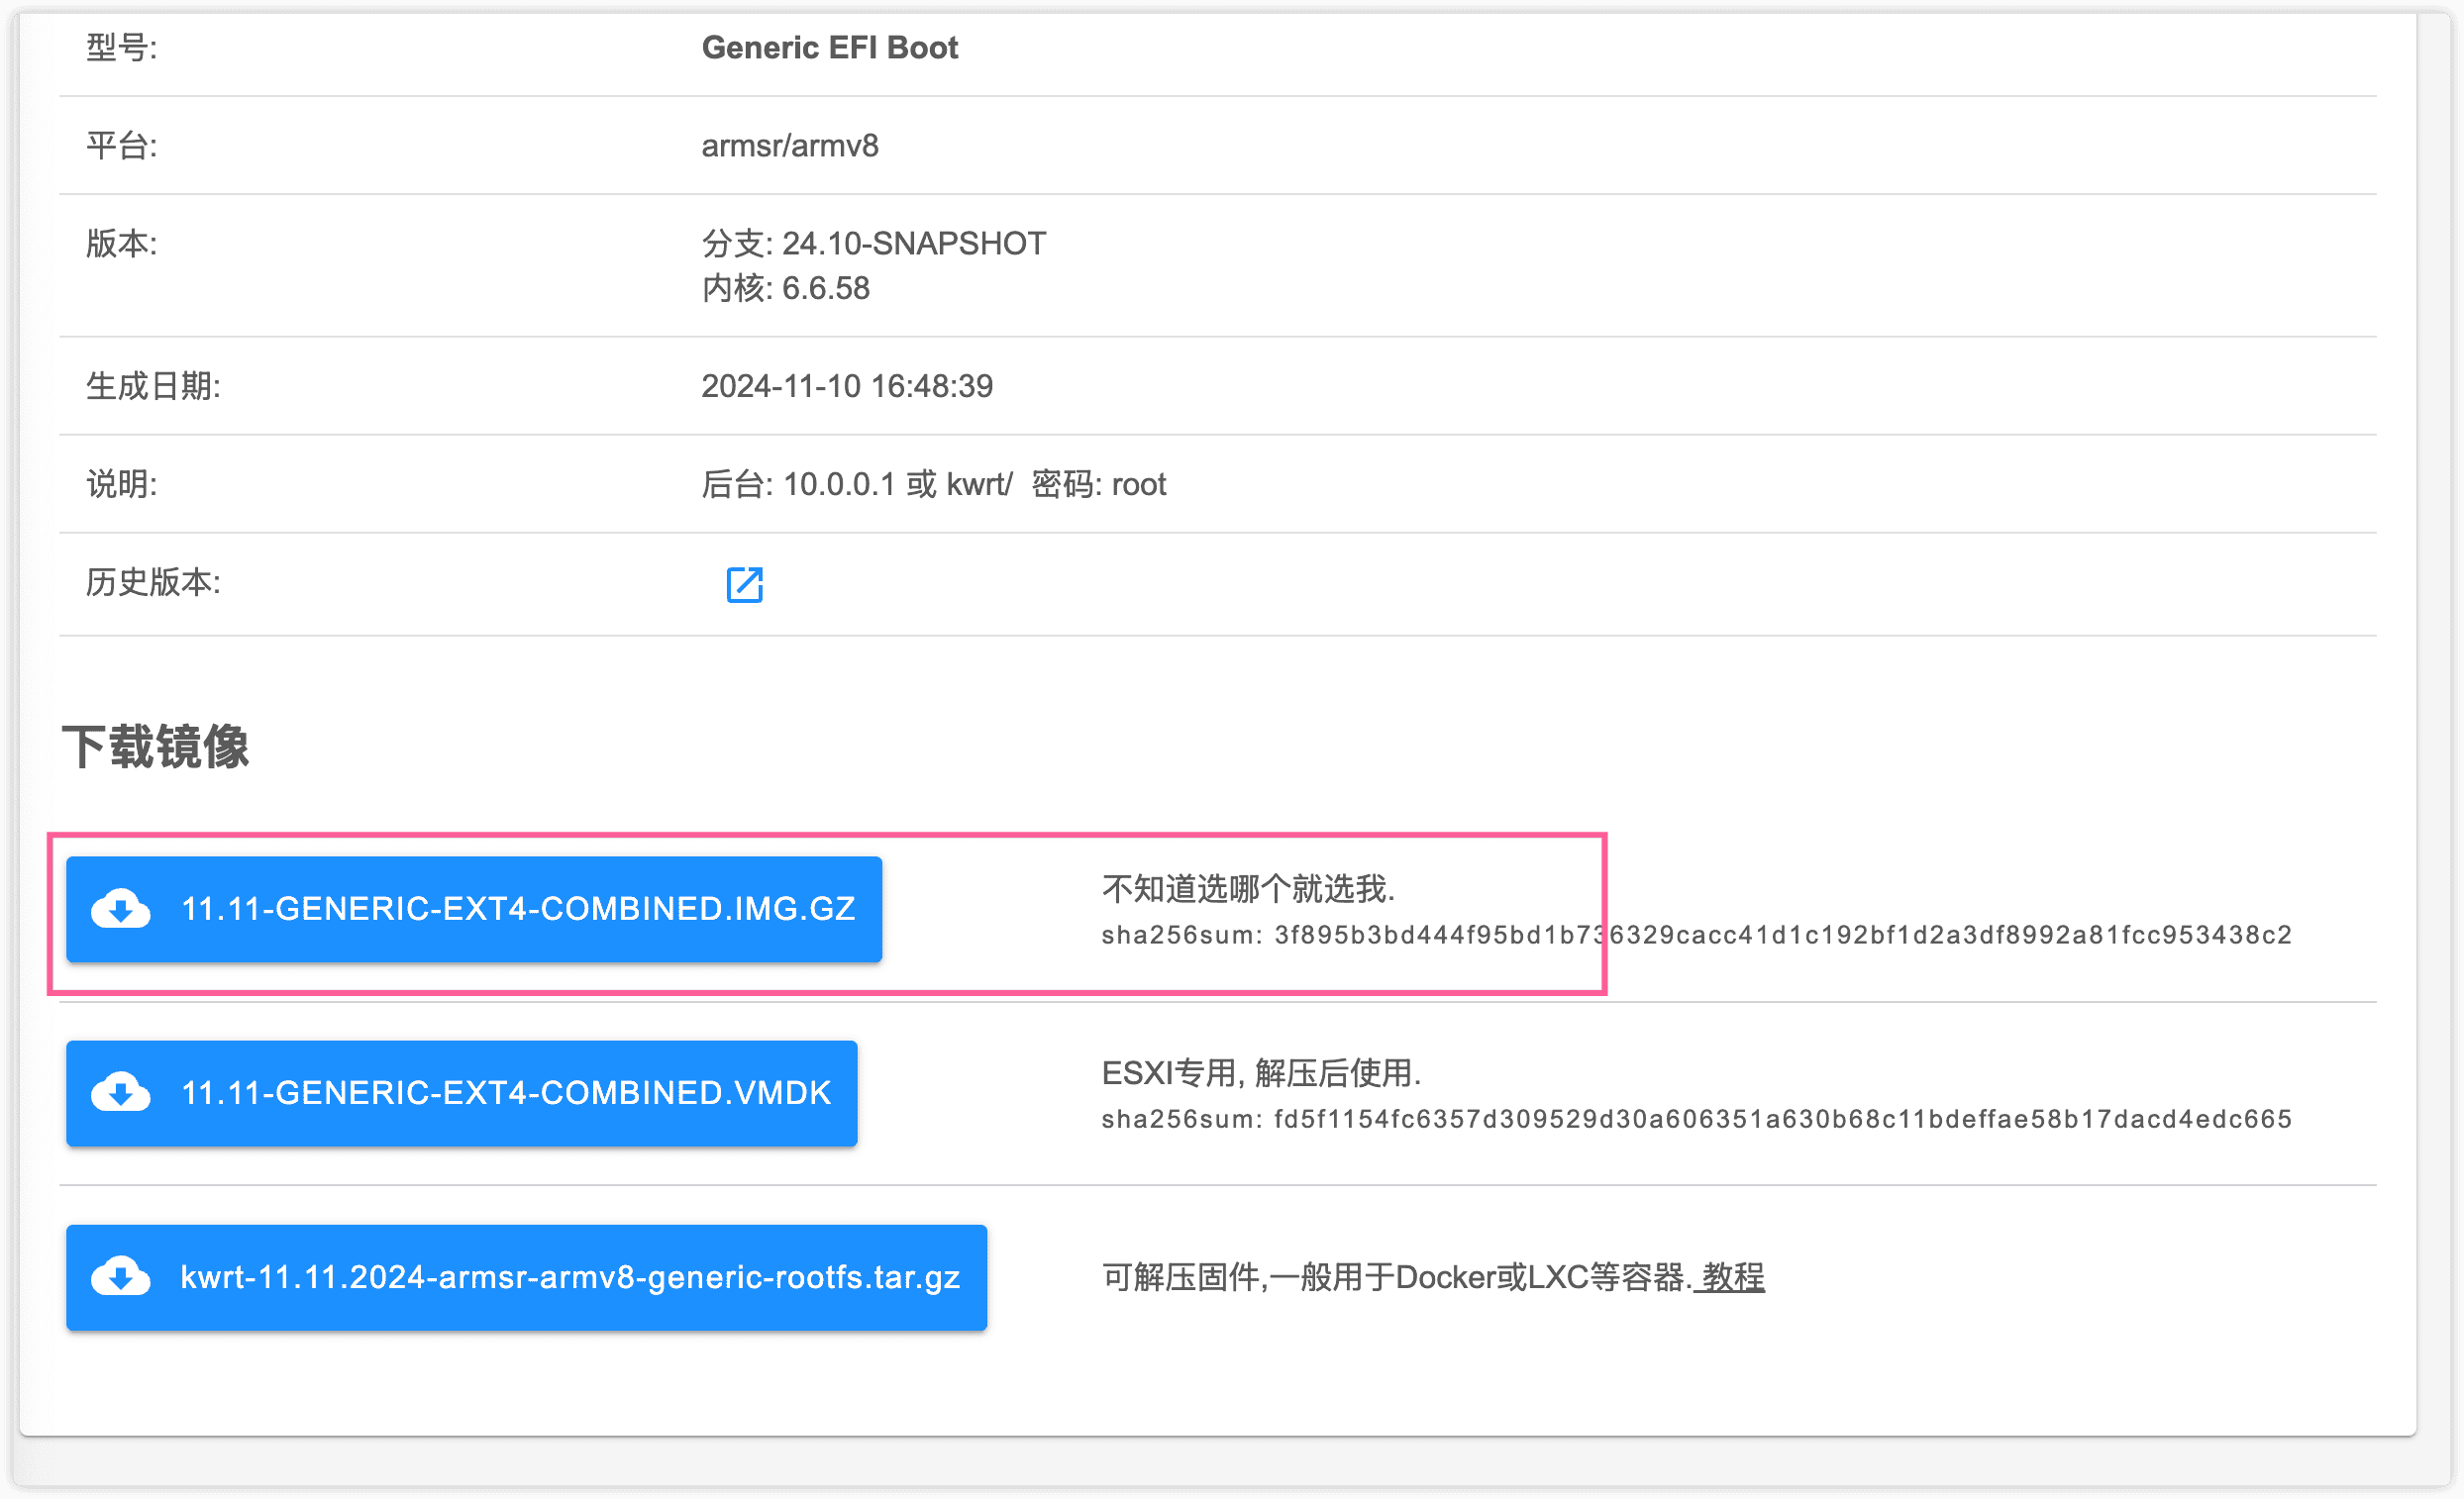 型号: Generic EFI Boot
平台: armsr/armv8
版本: 分支: 24.10-SNAPSHOT
内核: 6.6.58
生成日期: 2024-11-10 16:48:39
说明: 后台: 10.0.0.1 或 kwrt/ 密码: root
历史版本:
下载镜像
11.11-GENERIC-EXT4-COMBINED.IMG.GZ
不知道选哪个就选我.
sha256sum: 3f895b3bd444f95bd1b736329cacc41d1c192bf1d2a3df8992a81fcc953438c2
11.11-GENERIC-EXT4-COMBINED.VMDK
ESXI专用, 解压后使用.
sha256sum: fd5f1154fc6357d309529d30a606351a630b68c11bdeffae58b17dacd4edc665
kwrt-11.11.2024-armsr-armv8-generic-rootfs.tar.gz
可解压固件,一般用于Docker或LXC等容器. 教程